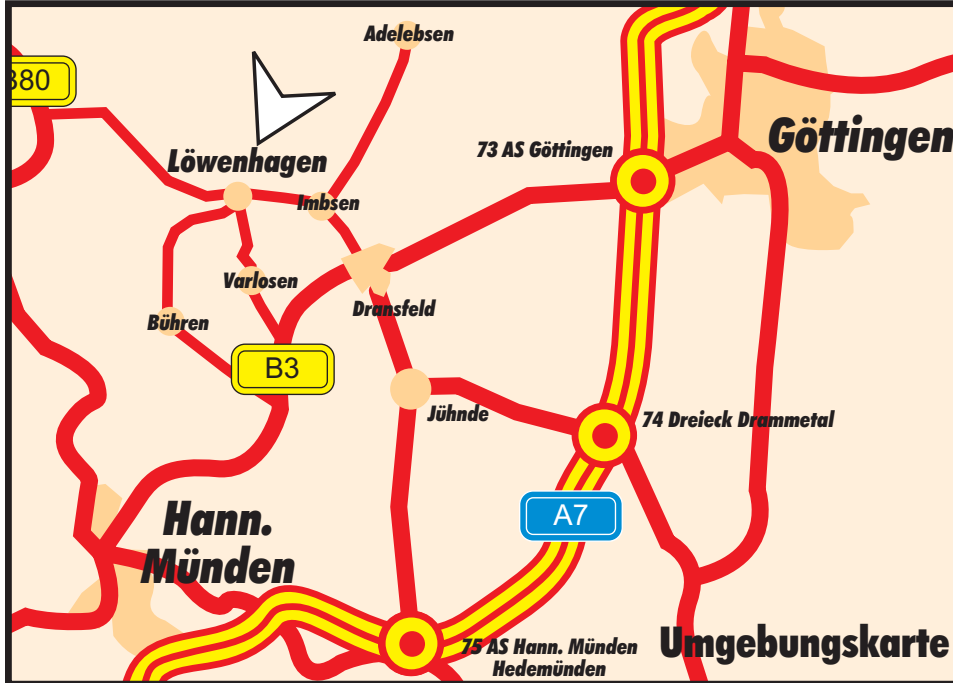 Adelebsen
B80
Löwenhagen
73 AS Göttingen
Göttingen
Imbsen
Varlosen
Dransfeld
Bühren
B3
Jühnde
74 Dreieck Drammetal
Hann.
Münden
A7
75 AS Hann. Münden
Hedemünden
Umgebungskarte